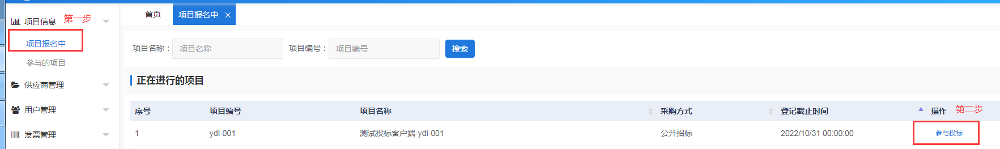 首页 项目报名中 ×
项目信息 第一步
项目报名中
参与的项目
供应商管理
用户管理
发票管理
项目名称： 项目名称 项目编号： 项目编号 搜索
正在进行的项目
序号 项目编号 项目名称 采购方式 登记截止时间 操作 第二步
1 ydl-001 测试投标客户端-ydl-001 公开招标 2022/10/31 00:00:00 参与投标